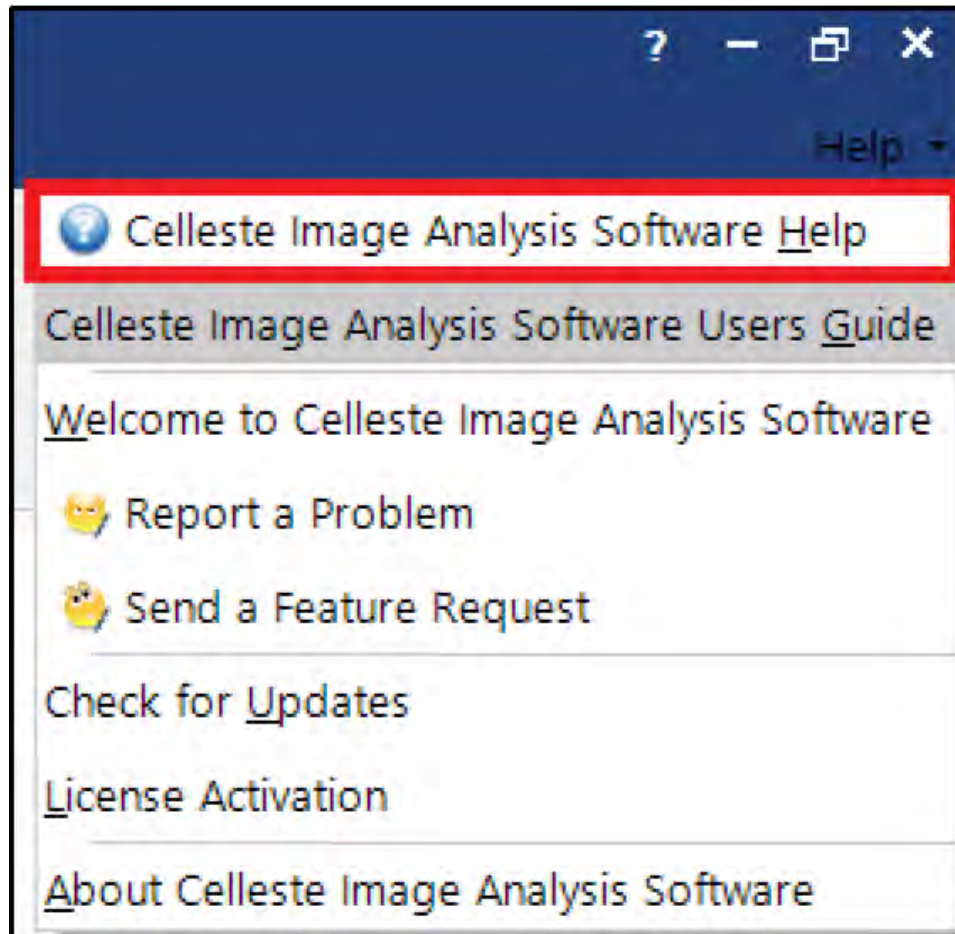 ?
Help
Celleste Image Analysis Software Help
Celleste Image Analysis Software Users Guide
Welcome to Celleste Image Analysis Software
Report a Problem
Send a Feature Request
Check for Updates
License Activation
About Celleste Image Analysis Software